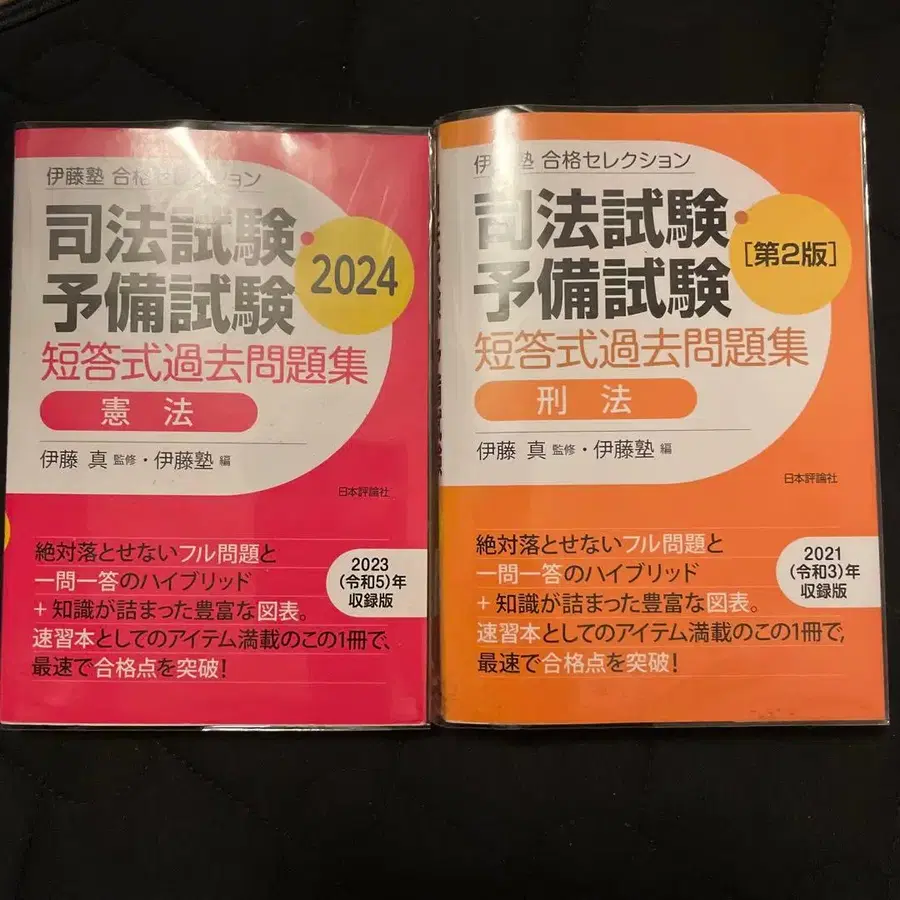 伊藤塾 合格セレクション
司法試験・
予備試験
2024
短答式過去問題集
憲法
伊藤 真 監修・伊藤塾 編
日本評論社
絶対落とせないフル問題と
一問一答のハイブリッド
+知識が詰まった豊富な図表。
速習本としてのアイテム満載のこの1冊で、
最速で合格点を突破!
2023
(令和5)年
収録版
伊藤塾 合格セレクション
司法試験・
予備試験
[第2版]
短答式過去問題集
刑法
伊藤 真 監修・伊藤塾 編
日本評論社
絶対落とせないフル問題と
一問一答のハイブリッド
+知識が詰まった豊富な図表。
速習本としてのアイテム満載のこの1冊で、
最速で合格点を突破!
2021
(令和3)年
収録版